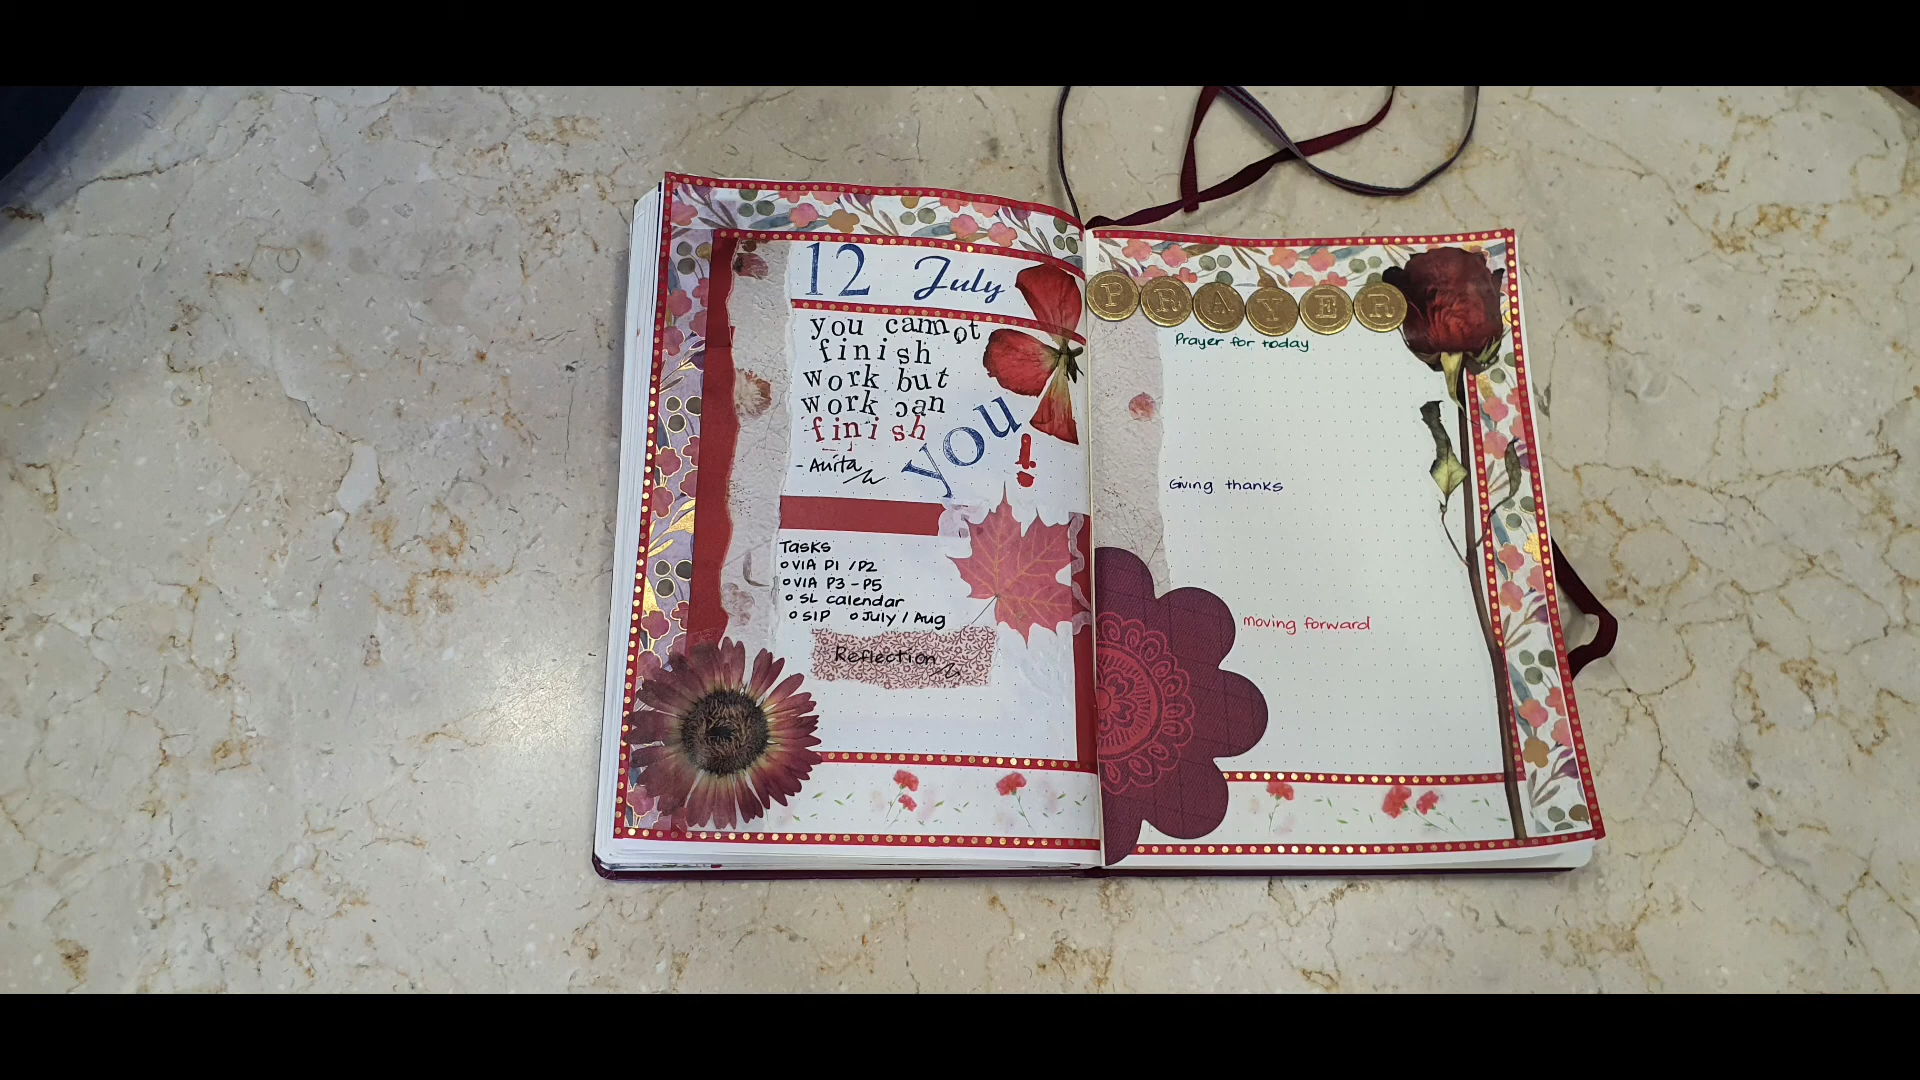 12 July
you cannot
finish
work but
work can
finish
you!
- Anita
Tasks
o VIA P1 / P2
o VIA P3 - P5
o SL calendar
o SIP o July / Aug
Reflection
PRAYER
Prayer for today
Giving thanks
moving forward